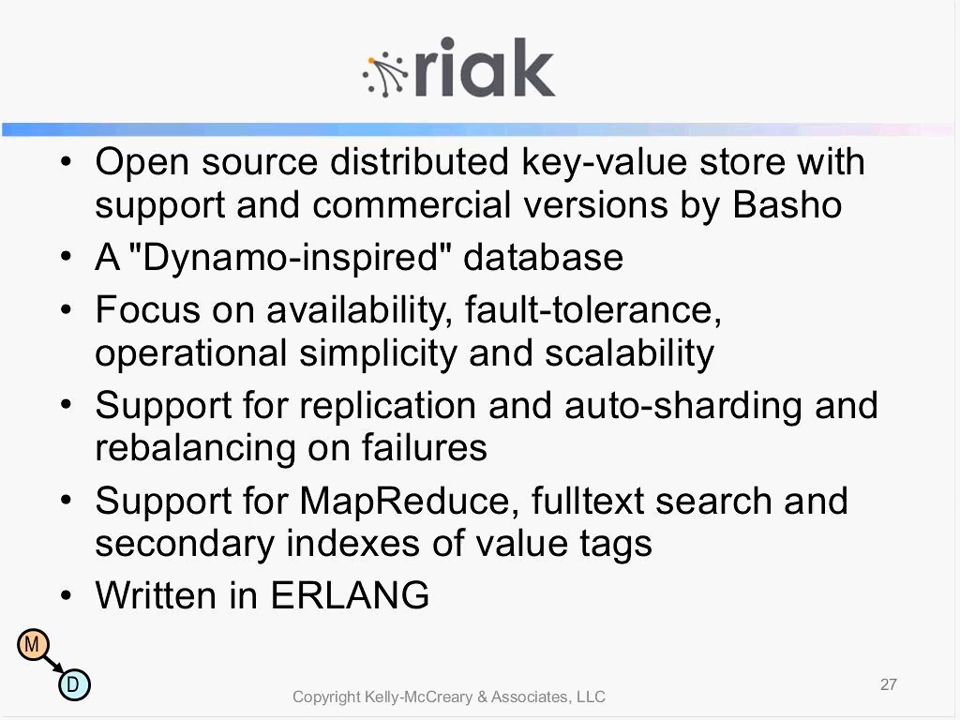 riak
• Open source distributed key-value store with
support and commercial versions by Basho
• A "Dynamo-inspired" database
• Focus on availability, fault-tolerance,
operational simplicity and scalability
• Support for replication and auto-sharding and
rebalancing on failures
• Support for MapReduce, fulltext search and
secondary indexes of value tags
• Written in ERLANG
M
D
Copyright Kelly-McCreary & Associates, LLC
27